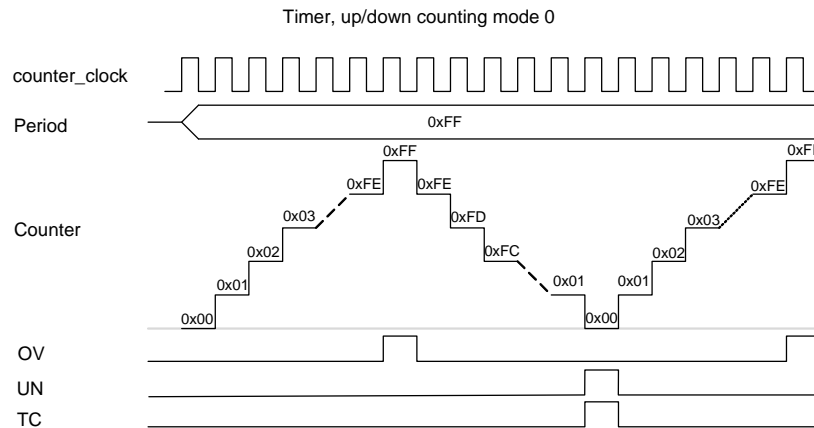 Timer, up/down counting mode 0
counter_clock
Period
0xFF
0xFF
0xFE
0xFE
0x03
0xFD
0x02
0xFC
0x01
0x00
Counter
0x01
0x00
0x01
0x02
0x03
0xFE
OV
UN
TC